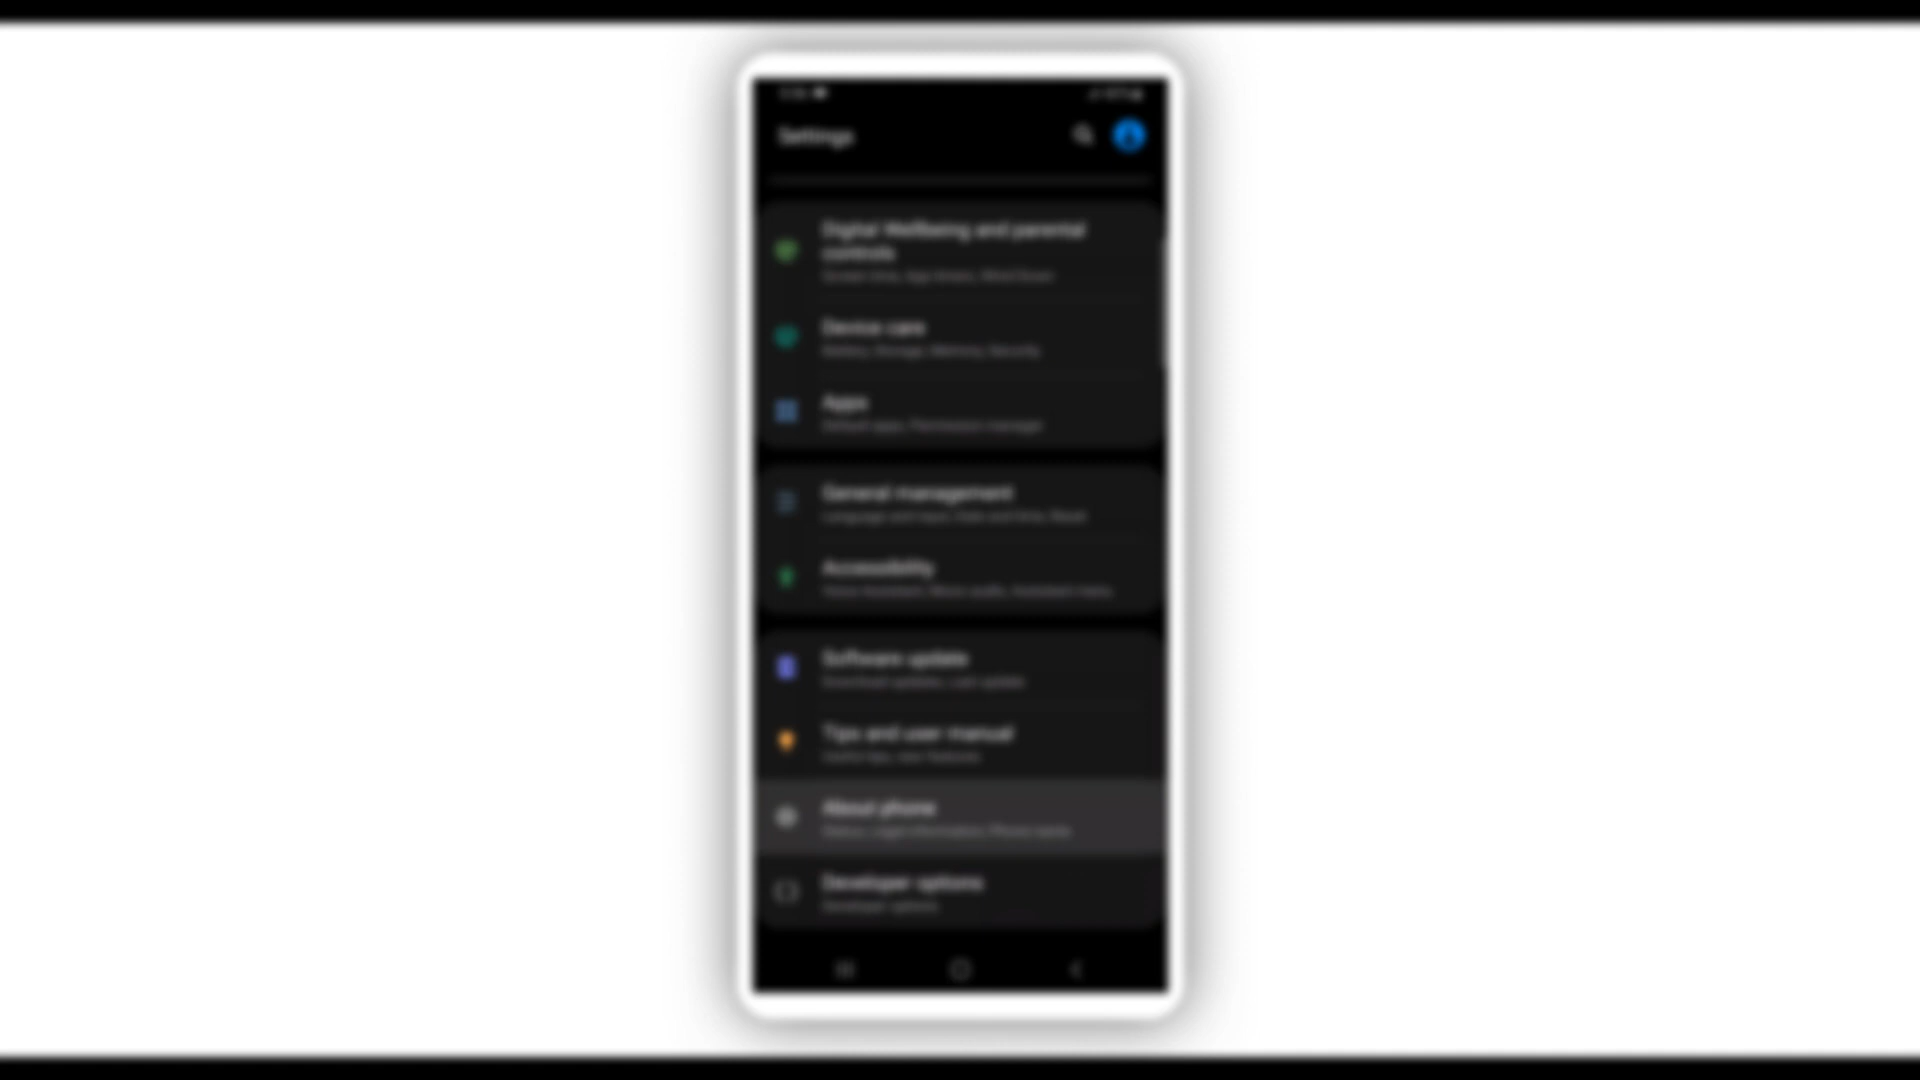 Settings
Digital Wellbeing and parental
controls
Screen time, App timers, Wind Down
Device care
Battery, Storage, Memory, Security
Apps
Default apps, Permission manager
General management
Language and input, Date and time, Reset
Accessibility
Voice Assistant, Mono audio, Assistant menu
Software update
Download updates, Last update
Tips and user manual
Useful tips, new features
About phone
Status, Legal information, Phone name
Developer options
Developer options